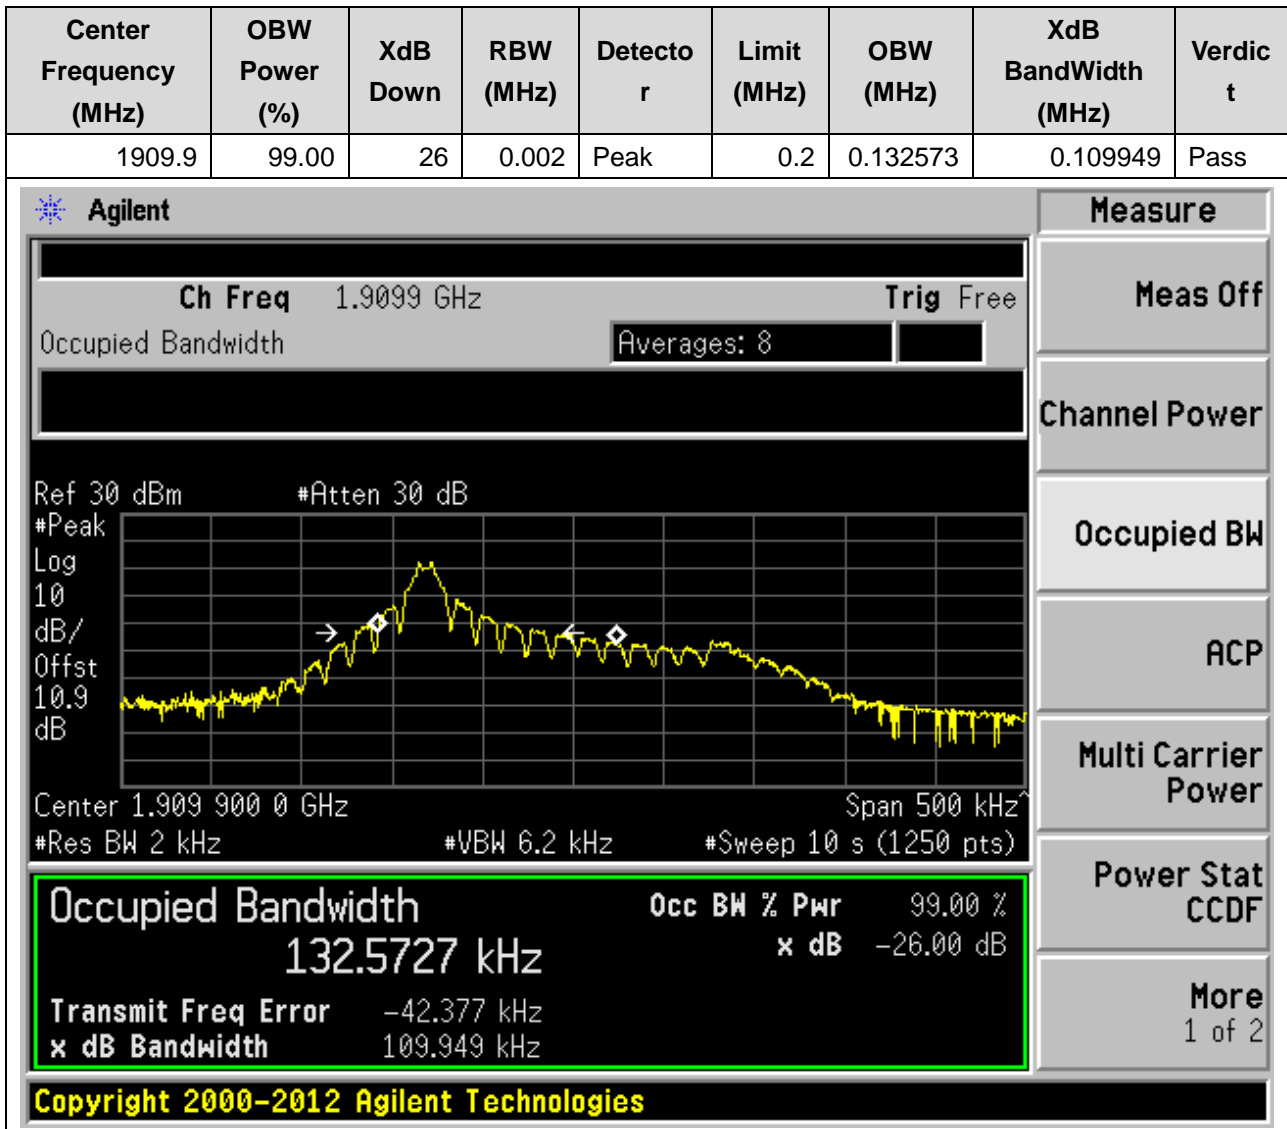 Center Frequency (MHz) OBW Power (%) XdB Down RBW (MHz) Detector Limit (MHz) OBW (MHz) XdB BandWidth (MHz) Verdict
1909.9 99.00 26 0.002 Peak 0.2 0.132573 0.109949 Pass
Agilent
Measure
Ch Freq 1.9099 GHz Trig Free
Occupied Bandwidth Averages: 8
Ref 30 dBm #Atten 30 dB
#Peak
Log
10
dB/
Offst
10.9
dB
Center 1.909 900 0 GHz Span 500 kHz^
#Res BW 2 kHz #VBW 6.2 kHz #Sweep 10 s (1250 pts)
Occupied Bandwidth Occ BW % Pwr 99.00 %
132.5727 kHz x dB -26.00 dB
Transmit Freq Error -42.377 kHz
x dB Bandwidth 109.949 kHz
Meas Off
Channel Power
Occupied BW
ACP
Multi Carrier
Power
Power Stat
CCDF
More
1 of 2
Copyright 2000-2012 Agilent Technologies